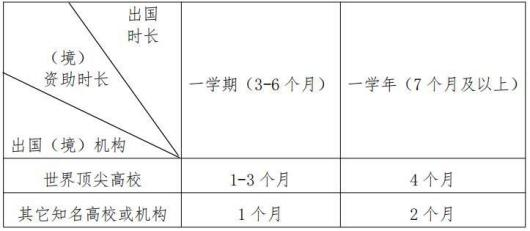 出国
时长
（境）
资助时长
出国（境）机构
一学期（3-6 个月） 一学年（7 个月及以上）
世界顶尖高校 1-3 个月 4 个月
其它知名高校或机构 1 个月 2 个月